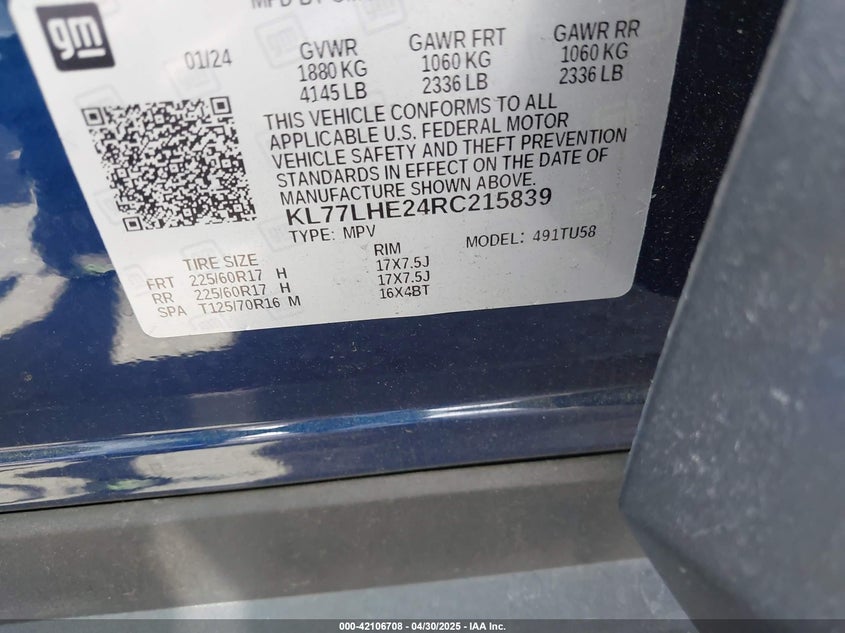 MFD BY
gm
01/24
GVWR GAWR FRT GAWR RR
1880 KG 1060 KG 1060 KG
4145 LB 2336 LB 2336 LB
THIS VEHICLE CONFORMS TO ALL
APPLICABLE U.S. FEDERAL MOTOR
VEHICLE SAFETY AND THEFT PREVENTION
STANDARDS IN EFFECT ON THE DATE OF
MANUFACTURE SHOWN ABOVE.
KL77LHE24RC215839
TYPE: MPV MODEL: 491TU58
TIRE SIZE RIM
FRT 225/60R17 H 17X7.5J
RR 225/60R17 H 17X7.5J
SPA T125/70R16 M 16X4BT
000-42106708 - 04/30/2025 - IAA Inc.